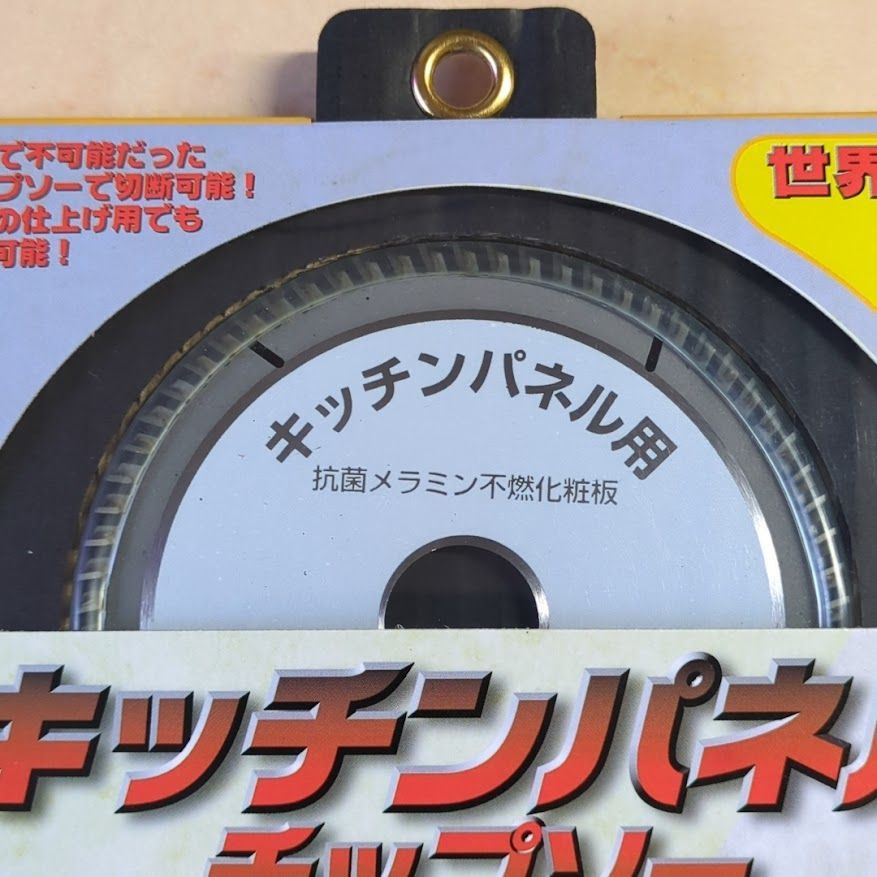 で不可能だった
プソーで切断可能！
の仕上げ用でも
可能！
世界
キッチンパネル用
抗菌メラミン不燃化粧板
キッチンパネル
チップソー